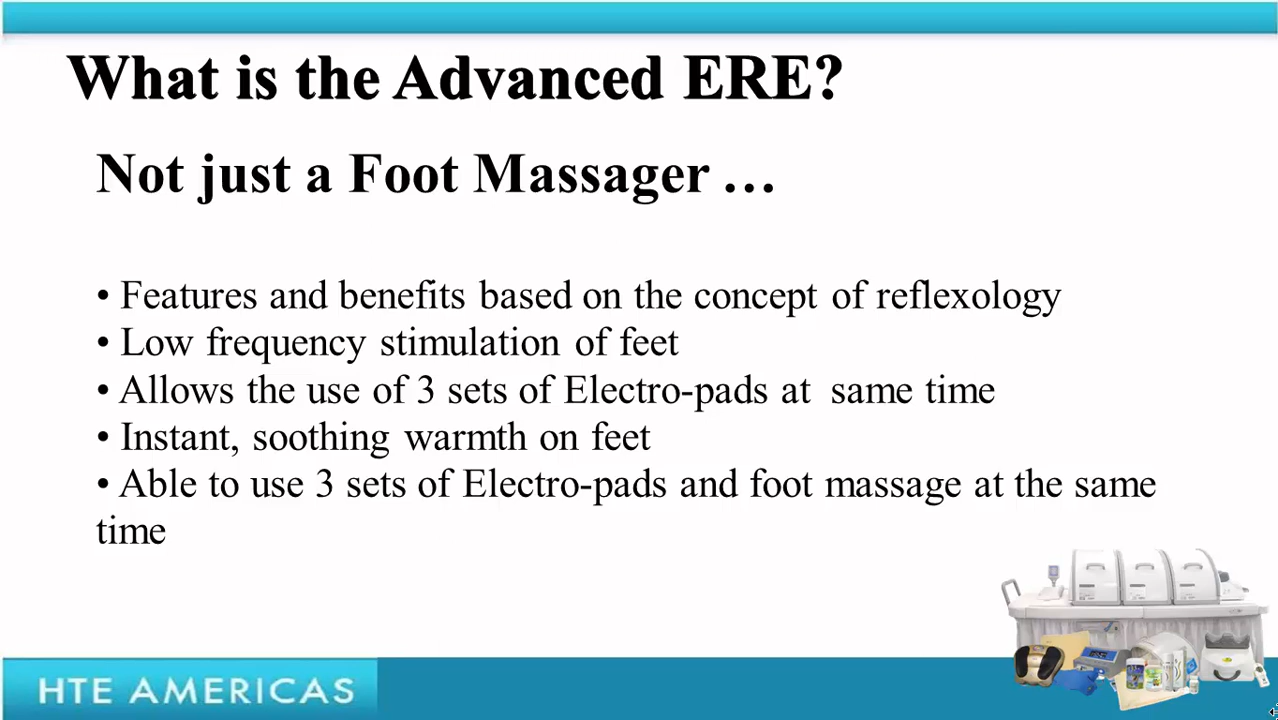 What is the Advanced ERE?
Not just a Foot Massager …
• Features and benefits based on the concept of reflexology
• Low frequency stimulation of feet
• Allows the use of 3 sets of Electro-pads at same time
• Instant, soothing warmth on feet
• Able to use 3 sets of Electro-pads and foot massage at the same
time
HTE AMERICAS